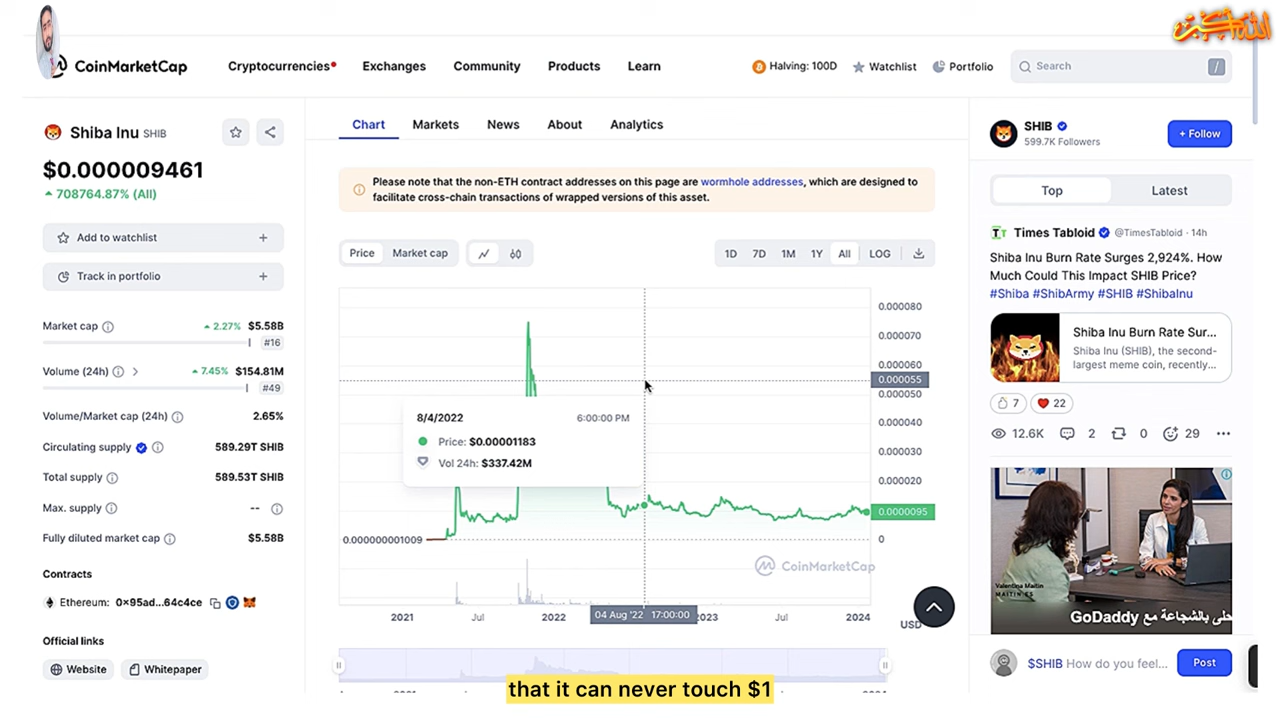 الله اكبر
CoinMarketCap
Cryptocurrencies
Exchanges
Community
Products
Learn
Halving: 100D
Watchlist
Portfolio
Search
/
Shiba Inu SHIB
$0.000009461
708764.87% (All)
Add to watchlist
+
Track in portfolio
+
Market cap
2.27% $5.58B
#16
Volume (24h)
7.45% $154.81M
#49
Volume/Market cap (24h)
2.65%
Circulating supply
589.29T SHIB
Total supply
589.53T SHIB
Max. supply
--
Fully diluted market cap
$5.58B
Contracts
Ethereum: 0x95ad...64c4ce
Official links
Website
Whitepaper
Chart
Markets
News
About
Analytics
Please note that the non-ETH contract addresses on this page are wormhole addresses, which are designed to
facilitate cross-chain transactions of wrapped versions of this asset.
Price
Market cap
1D
7D
1M
1Y
All
LOG
0.000080
0.000070
0.000060
0.000055
0.000050
0.000040
0.000030
0.000020
0.0000095
0
8/4/2022
6:00:00 PM
Price: $0.00001183
Vol 24h: $337.42M
0.000000001009
CoinMarketCap
2021
Jul
2022
04 Aug '22 17:00:00
2023
Jul
2024
USD
that it can never touch $1
SHIB
599.7K Followers
+ Follow
Top
Latest
Times Tabloid @TimesTabloid · 14h
Shiba Inu Burn Rate Surges 2,924%. How
Much Could This Impact SHIB Price?
#Shiba #ShibArmy #SHIB #ShibaInu
Shiba Inu Burn Rate Sur...
Shiba Inu (SHIB), the second-
largest meme coin, recently...
7
22
12.6K
2
0
29
Valentina Maitin
MAITIN.ES
حلى بالشجاعة مع GoDaddy
$SHIB How do you feel...
Post